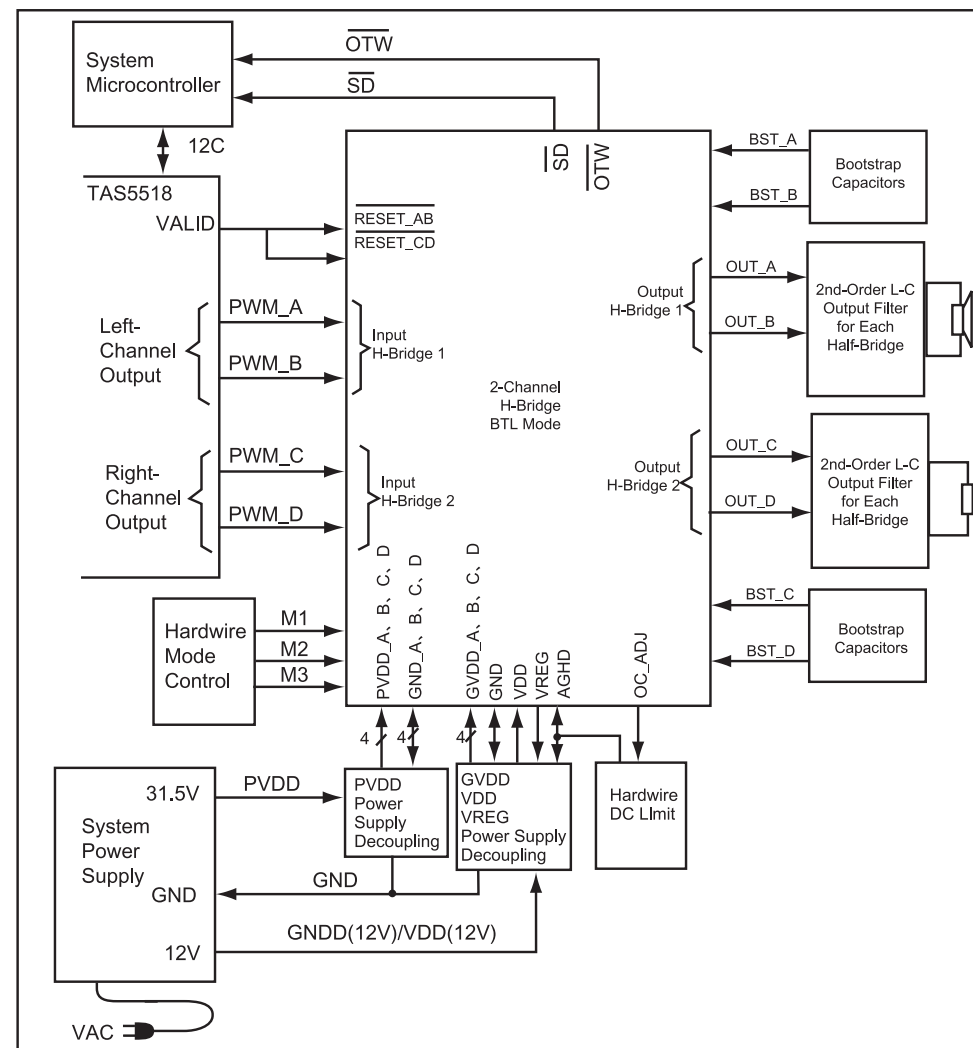 System
Microcontroller
OTW
SD
12C
TAS5518
VALID
RESET_AB
RESET_CD
SD
OTW
BST_A
BST_B
Bootstrap
Capacitors
Left-
Channel
Output
PWM_A
PWM_B
Input
H-Bridge 1
Output
H-Bridge 1
OUT_A
OUT_B
2nd-Order L-C
Output Filter
for Each
Half-Bridge
2-Channel
H-Bridge
BTL Mode
Right-
Channel
Output
PWM_C
PWM_D
Input
H-Bridge 2
Output
H-Bridge 2
OUT_C
OUT_D
2nd-Order L-C
Output Filter
for Each
Half-Bridge
Hardwire
Mode
Control
M1
M2
M3
PVDD_A、B、C、D
GND_A、B、C、D
GVDD_A、B、C、D
GND
VDD
VREG
AGHD
OC_ADJ
BST_C
BST_D
Bootstrap
Capacitors
4
4
4
31.5V
System
Power
Supply
GND
12V
PVDD
PVDD
Power
Supply
Decoupling
GVDD
VDD
VREG
Power Supply
Decoupling
Hardwire
DC LImit
GND
GNDD(12V)/VDD(12V)
VAC